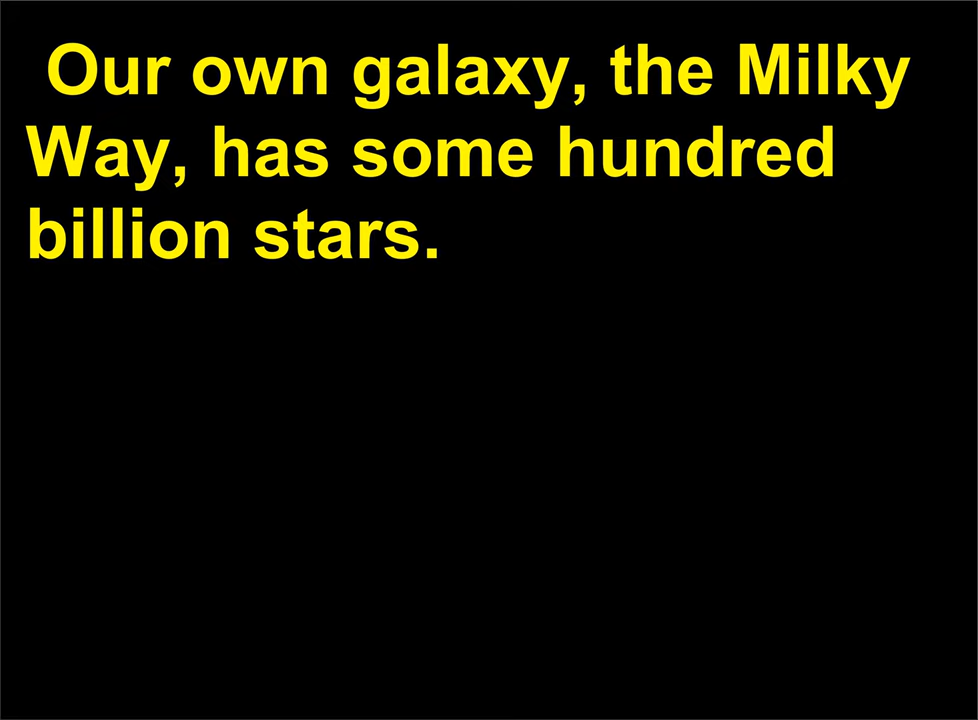 Our own galaxy, the Milky
Way, has some hundred
billion stars.